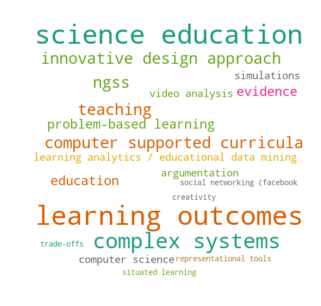 science education
innovative design approach
simulations
ngss
video analysis evidence
teaching
problem-based learning
computer supported curricula
learning analytics / educational data mining
argumentation
education
social networking (facebook
creativity
learning outcomes
trade-offs complex systems
computer science representational tools
situated learning